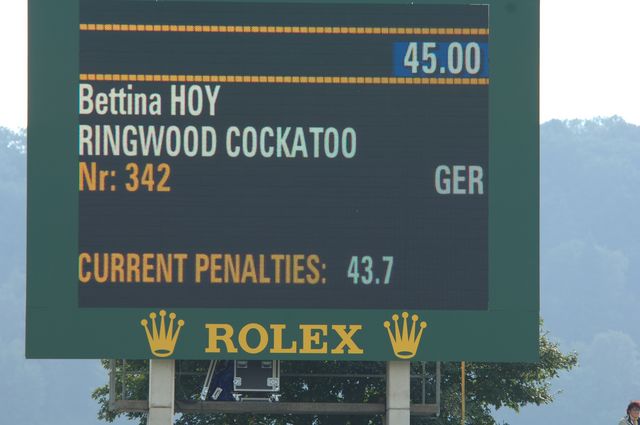 45.00
Bettina HOY
RINGWOOD COCKATOO
Nr: 342 GER
CURRENT PENALTIES: 43.7
ROLEX